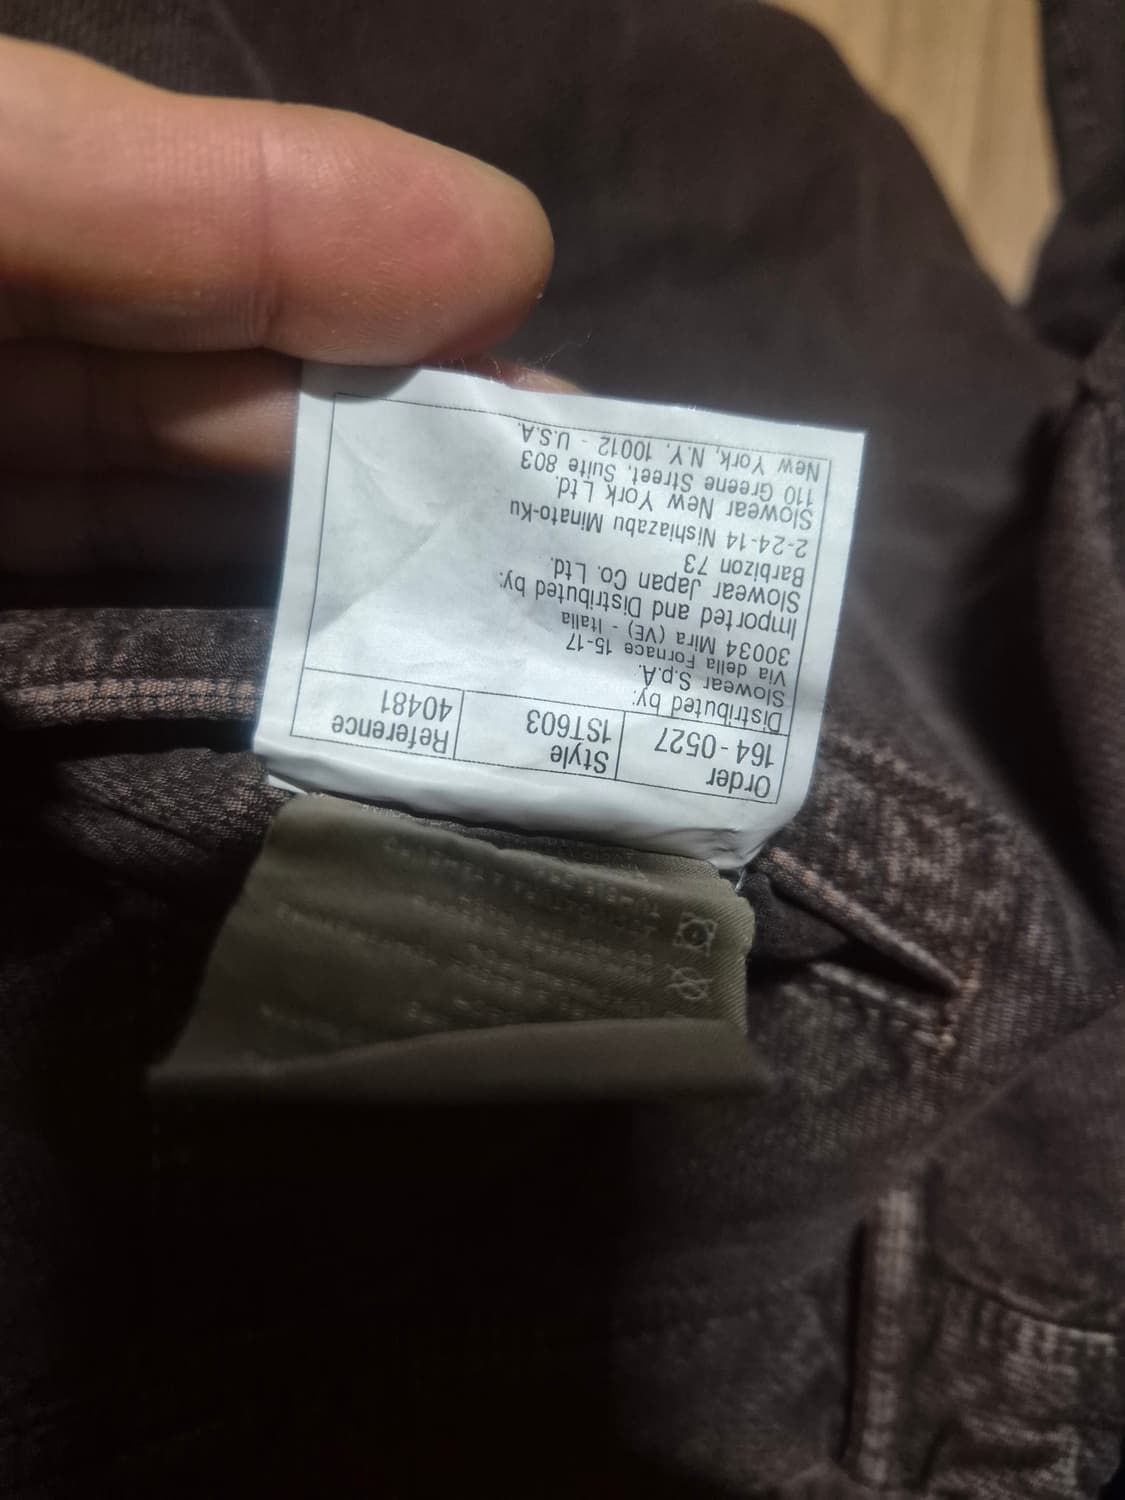 Order
164 - 0527
Style
1ST603
Reference
40481
Distributed by:
Slowear S.p.A.
Via della Fornace 15-17
30034 Mira (VE) - Italia
Imported and Distributed by:
Slowear Japan Co. Ltd.
Barbizon 73
2-24-14 Nishiazabu Minato-Ku
Slowear New York Ltd.
110 Greene Street, Suite 803
New York, N.Y. 10012 - U.S.A.